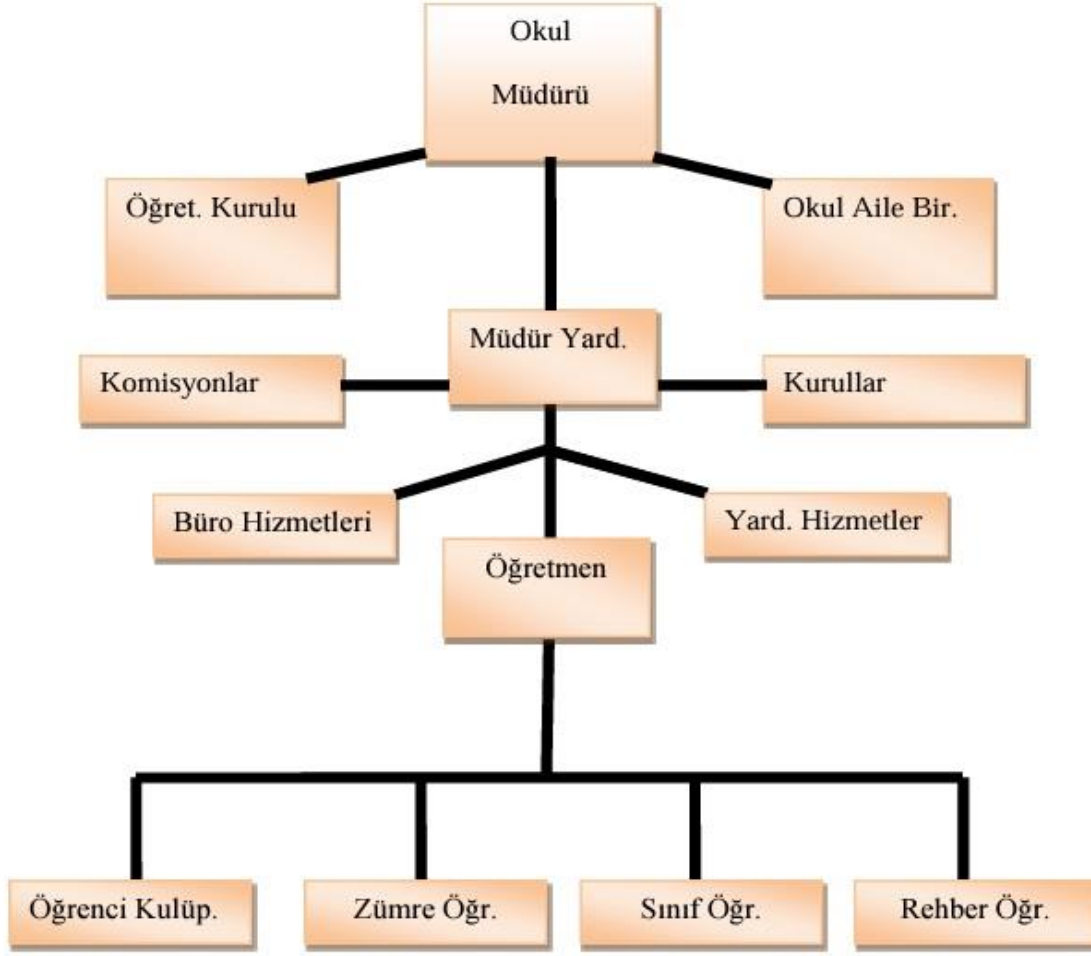 Okul
Müdürü
Öğret. Kurulu
Okul Aile Bir.
Müdür Yard.
Komisyonlar
Kurullar
Büro Hizmetleri
Yard. Hizmetler
Öğretmen
Öğrenci Kulüp.
Zümre Öğr.
Sınıf Öğr.
Rehber Öğr.